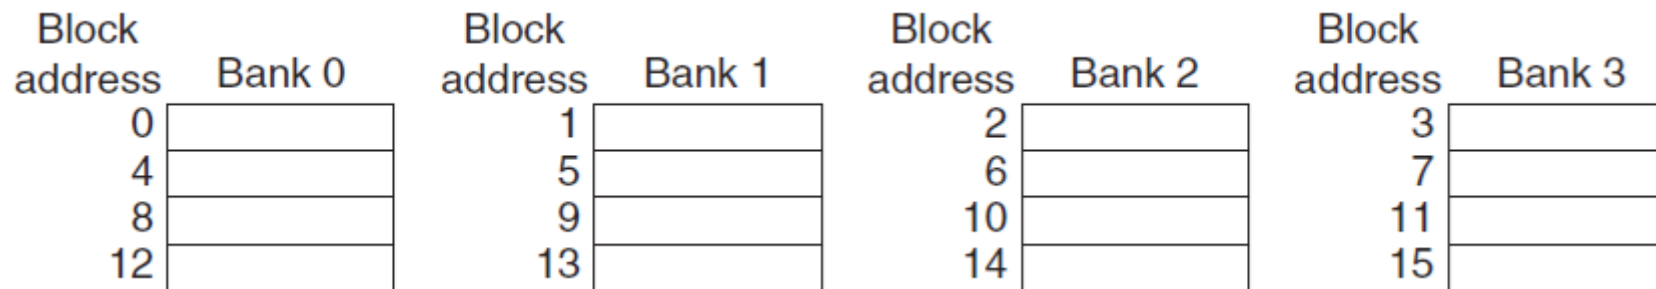 Block Block Block Block
address Bank 0 address Bank 1 address Bank 2 address Bank 3
0 1 2 3
4 5 6 7
8 9 10 11
12 13 14 15